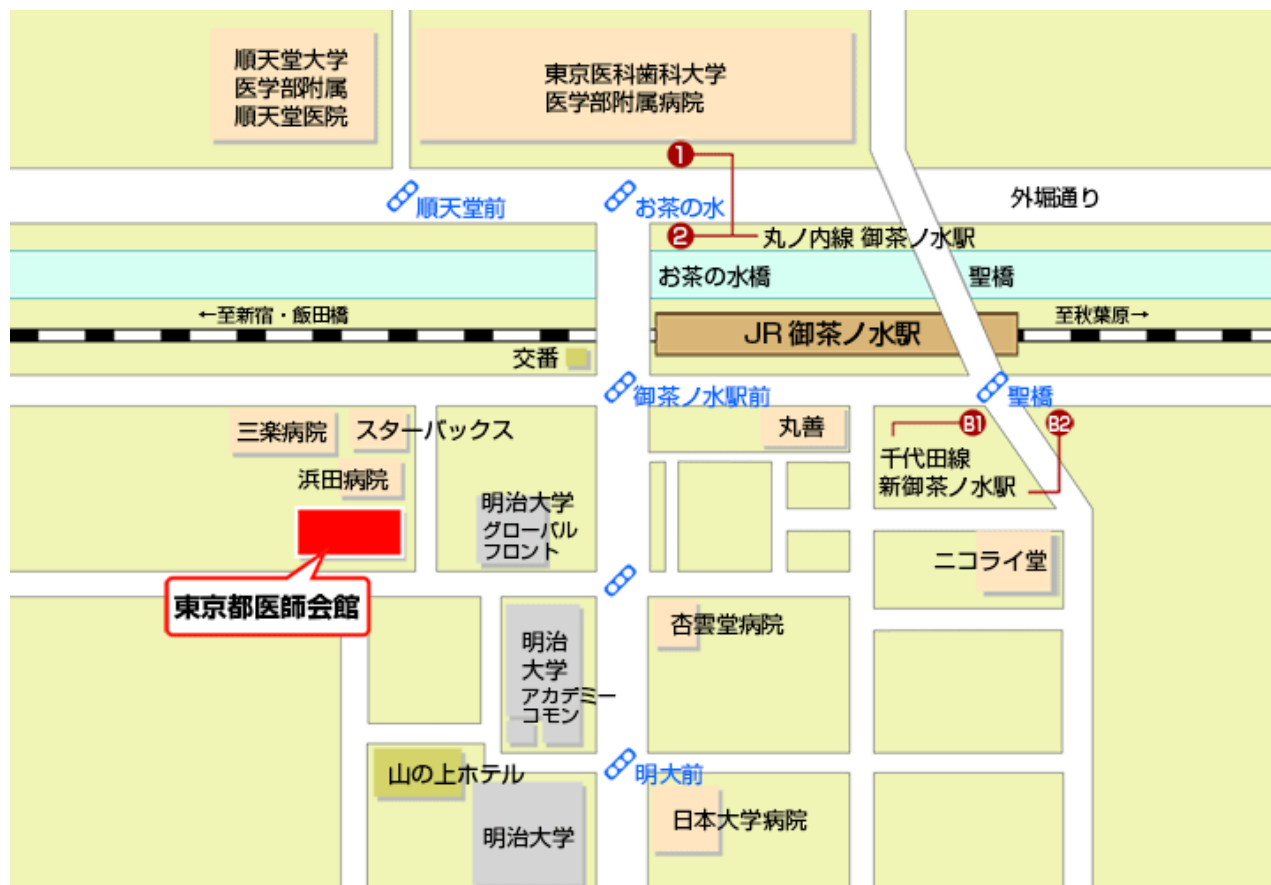 順天堂大学
医学部附属
順天堂医院
東京医科歯科大学
医学部附属病院
1
順天堂前
お茶の水
外堀通り
2
丸ノ内線 御茶ノ水駅
お茶の水橋
聖橋
←至新宿・飯田橋
JR 御茶ノ水駅
至秋葉原→
交番
御茶ノ水駅前
聖橋
三楽病院
スターバックス
丸善
B1
B2
千代田線
新御茶ノ水駅
浜田病院
明治大学
グローバル
フロント
ニコライ堂
東京都医師会館
明治
大学
アカデミー
コモン
杏雲堂病院
山の上ホテル
明大前
明治大学
日本大学病院